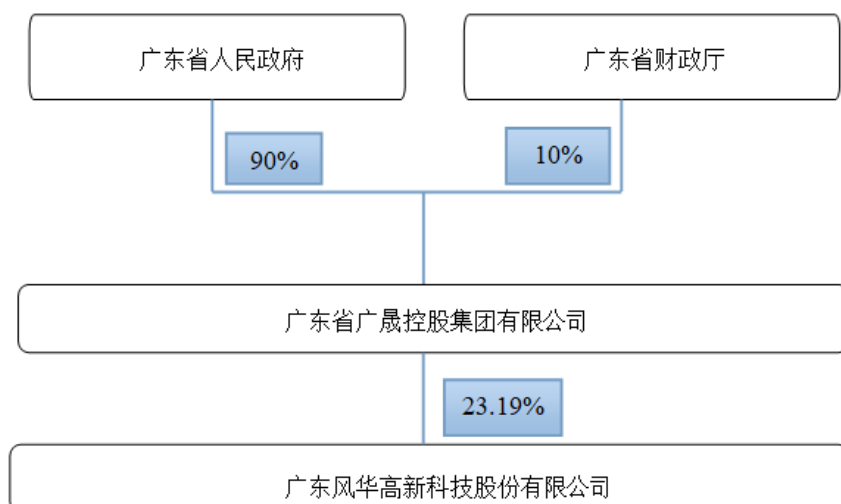 广东省人民政府
广东省财政厅
90%
10%
广东省广晟控股集团有限公司
23.19%
广东风华高新科技股份有限公司